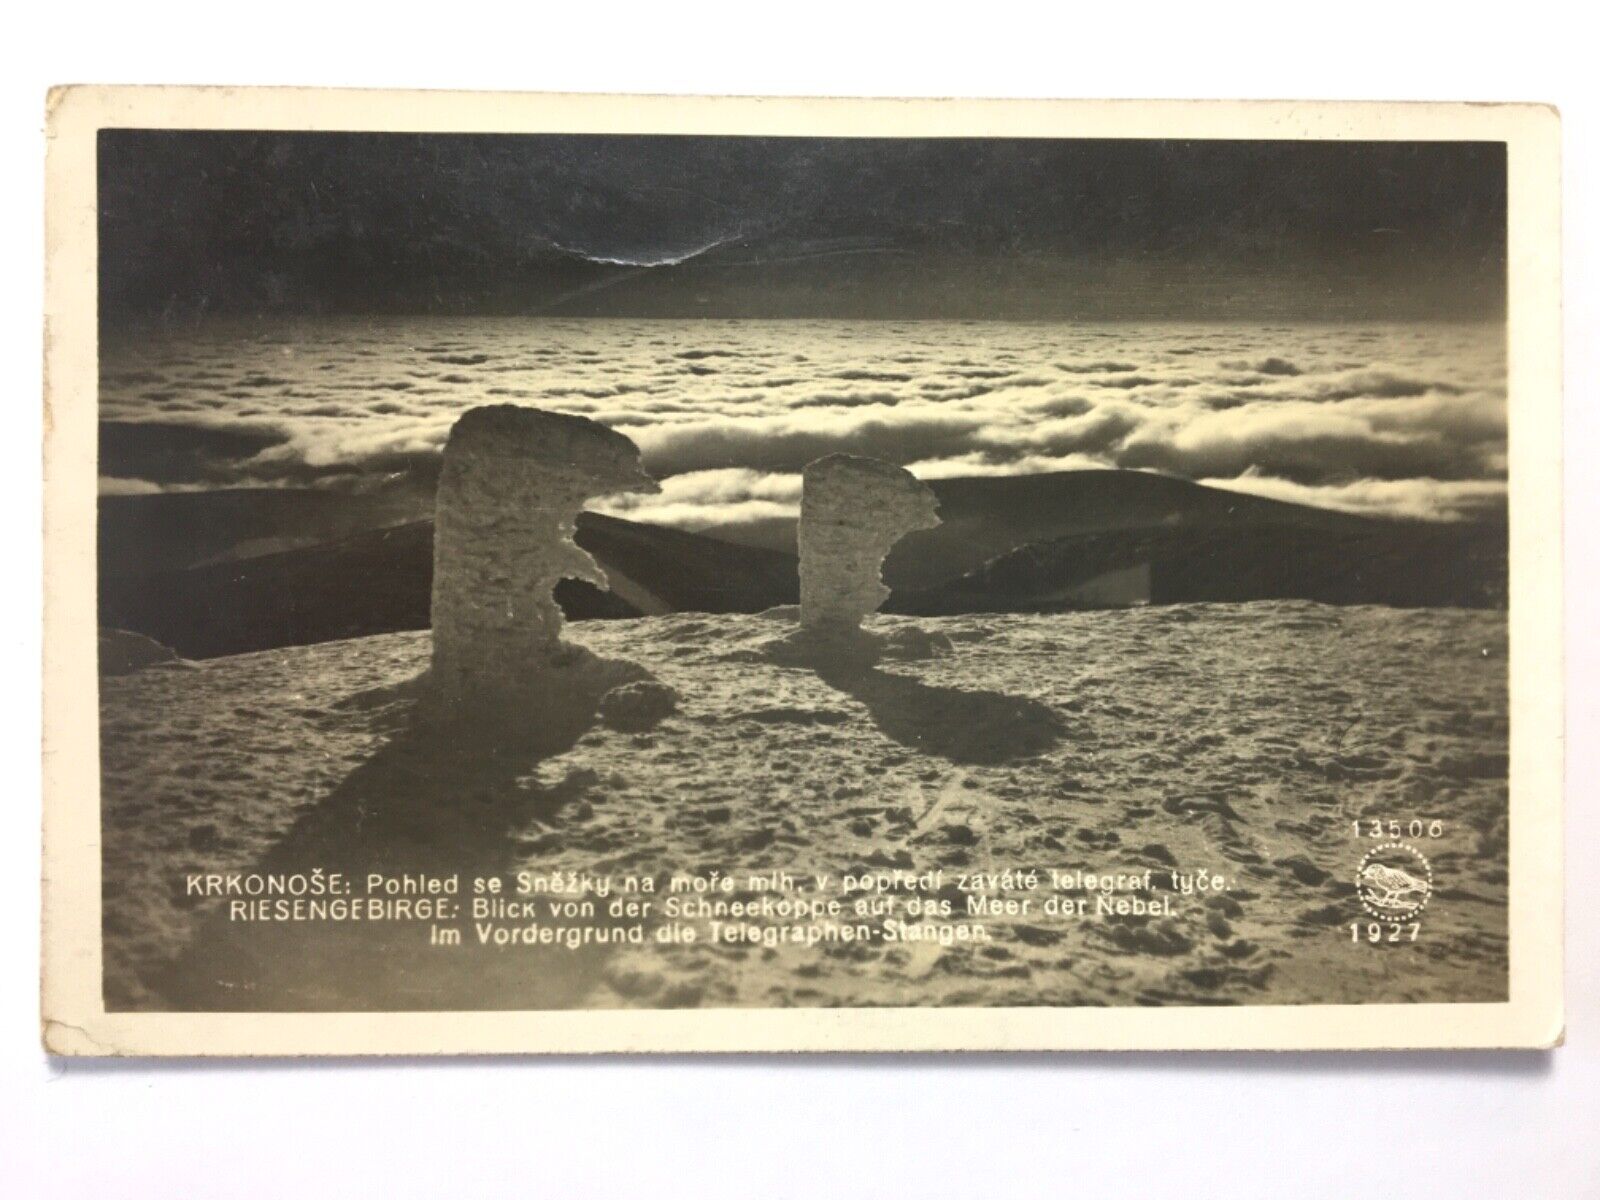 13506
KRKONOŠE: Pohled se Sněžky na moře mlh, v popředí zaváté telegraf. tyče.
RIESENGEBIRGE: Blick von der Schneekoppe auf das Meer der Nebel.
Im Vordergrund die Telegraphen-Stangen.
1927